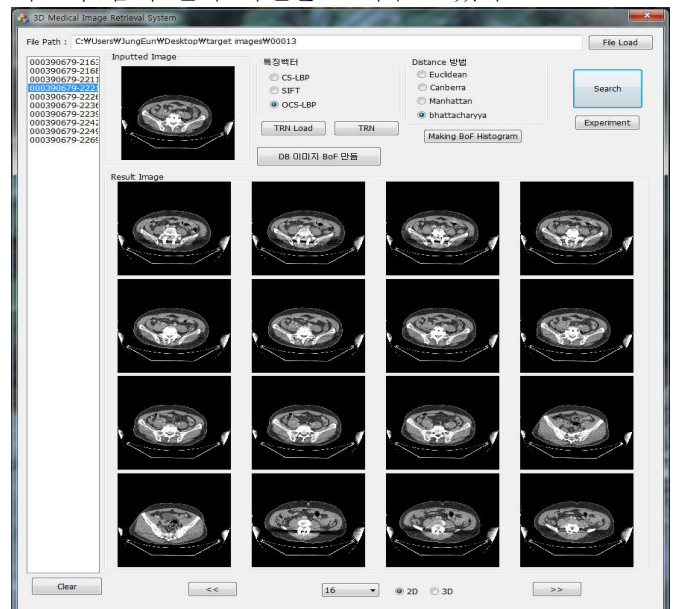 3D Medical Image Retrieval System
File Path : C:₩Users₩JungEun₩Desktop₩target images₩00013
File Load
000390679-2163
000390679-2168
000390679-2211
000390679-2221
000390679-2226
000390679-2236
000390679-2239
000390679-2242
000390679-2249
000390679-2269
Inputted Image
특징벡터
CS-LBP
SIFT
OCS-LBP
TRN Load
TRN
DB 이미지 BoF 만듬
Distance 방법
Euclidean
Canberra
Manhattan
bhattacharyya
Making BoF Histogram
Search
Experiment
Result Image
Clear
<<
16
2D
3D
>>